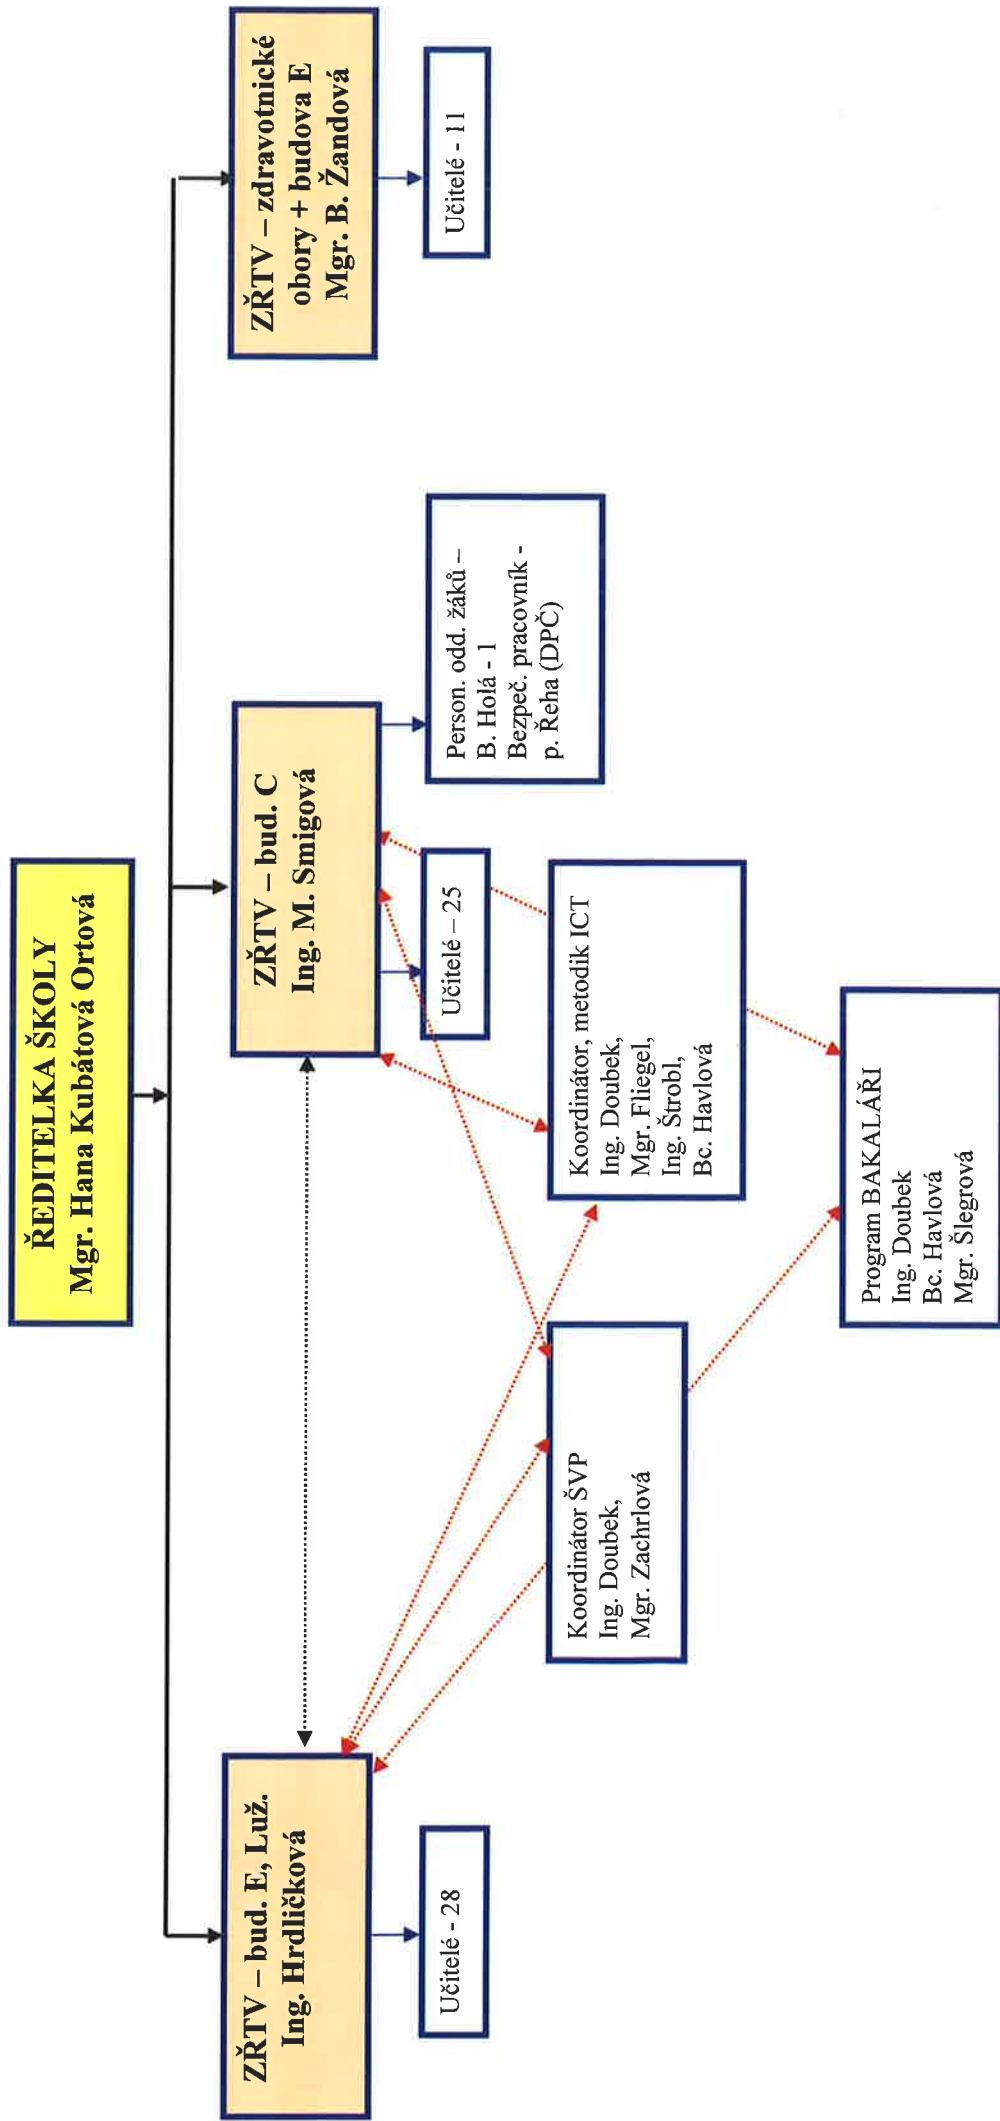 ŘEDITELKA ŠKOLY
Mgr. Hana Kubátová Ortová
ZŘTV – bud. E, Luž.
Ing. Hrdličková
ZŘTV – bud. C
Ing. M. Smigová
ZŘTV – zdravotnické
obory + budova E
Mgr. B. Žandová
Učitelé - 28
Učitelé – 25
Person. odd. žáků –
B. Holá - 1
Bezpeč. pracovník -
p. Řeha (DPČ)
Učitelé - 11
Koordinátor ŠVP
Ing. Doubek,
Mgr. Zachrlová
Koordinátor, metodik ICT
Ing. Doubek,
Mgr. Fliegel,
Ing. Štrobl,
Bc. Havlová
Program BAKALÁŘI
Ing. Doubek
Bc. Havlová
Mgr. Šlegrová